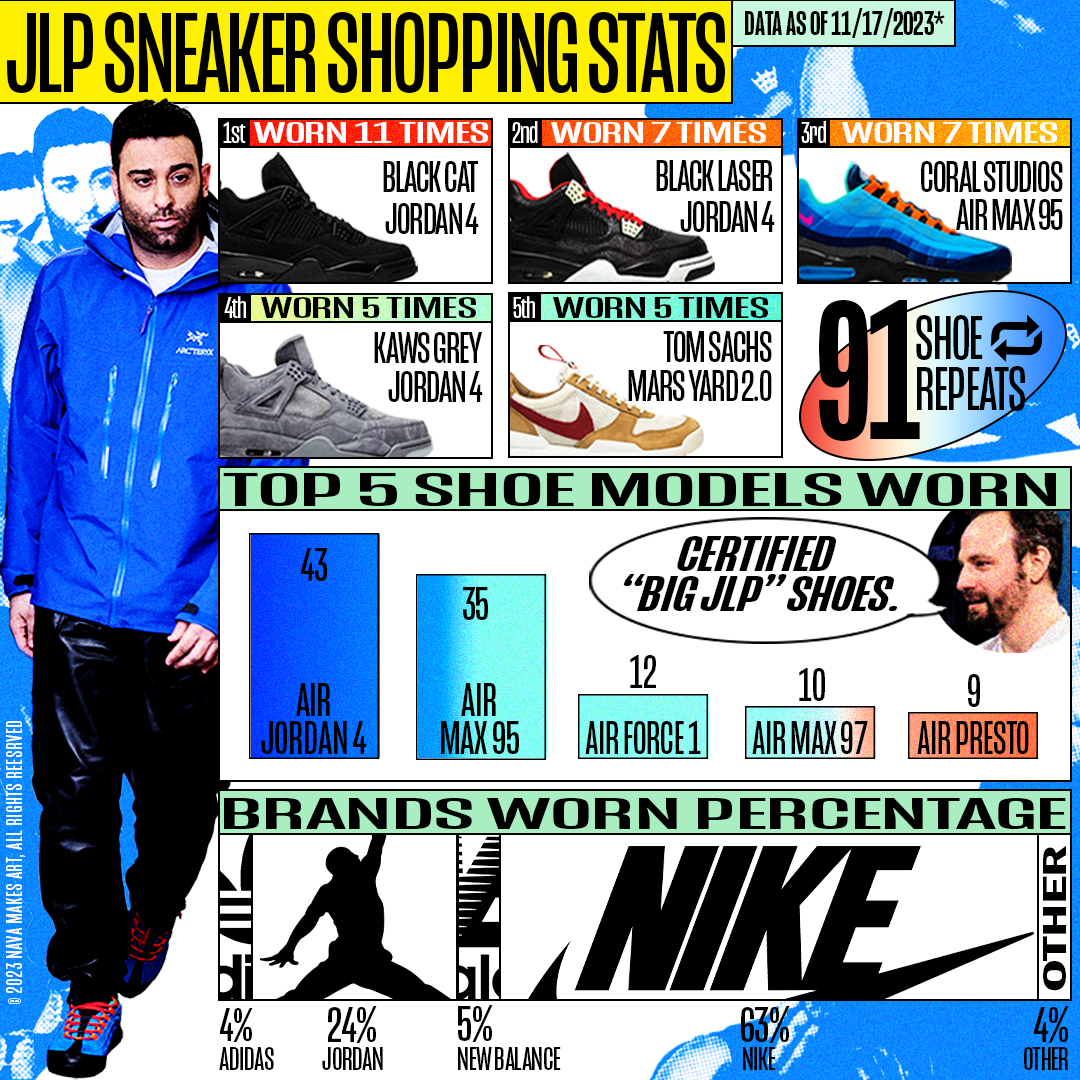 JLP SNEAKER SHOPPING STATS
DATA AS OF 11/17/2023*
1st WORN 11 TIMES
BLACK CAT
JORDAN 4
2nd WORN 7 TIMES
BLACK LASER
JORDAN 4
3rd WORN 7 TIMES
CORAL STUDIOS
AIR MAX 95
4th WORN 5 TIMES
KAWS GREY
JORDAN 4
5th WORN 5 TIMES
TOM SACHS
MARS YARD 2.0
91 SHOE
REPEATS
ARC'TERYX
TOP 5 SHOE MODELS WORN
CERTIFIED
“BIG JLP” SHOES.
43
AIR
JORDAN 4
35
AIR
MAX 95
12
AIR FORCE 1
10
AIR MAX 97
9
AIR PRESTO
BRANDS WORN PERCENTAGE
adi
ala
NIKE
OTHER
4%
ADIDAS
24%
JORDAN
5%
NEW BALANCE
63%
NIKE
4%
OTHER
© 2023 NAVA MAKES ART, ALL RIGHTS REESRVED